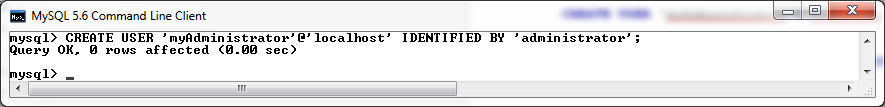 MySQL 5.6 Command Line Client
mysql> CREATE USER 'myAdministrator'@'localhost' IDENTIFIED BY 'administrator';
Query OK, 0 rows affected (0.00 sec)
mysql> _